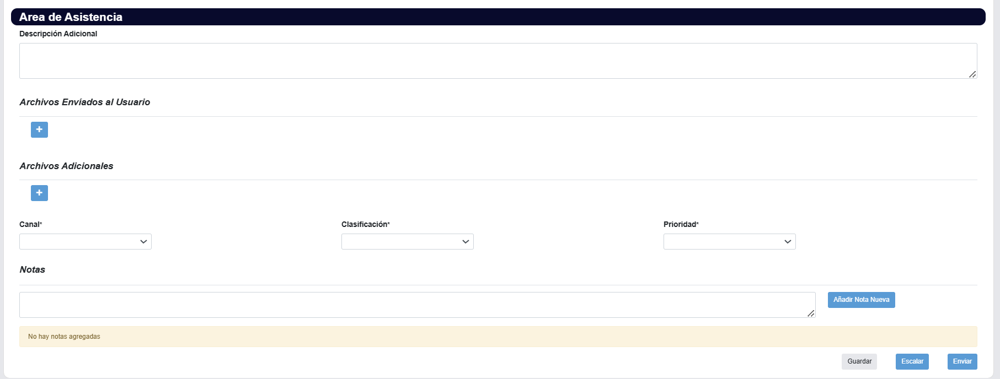 Area de Asistencia
Descripción Adicional
Archivos Envíados al Usuario
+
Archivos Adicionales
+
Canal* Clasificación* Prioridad*
Notas
Añadir Nota Nueva
No hay notas agregadas
Guardar Escalar Enviar